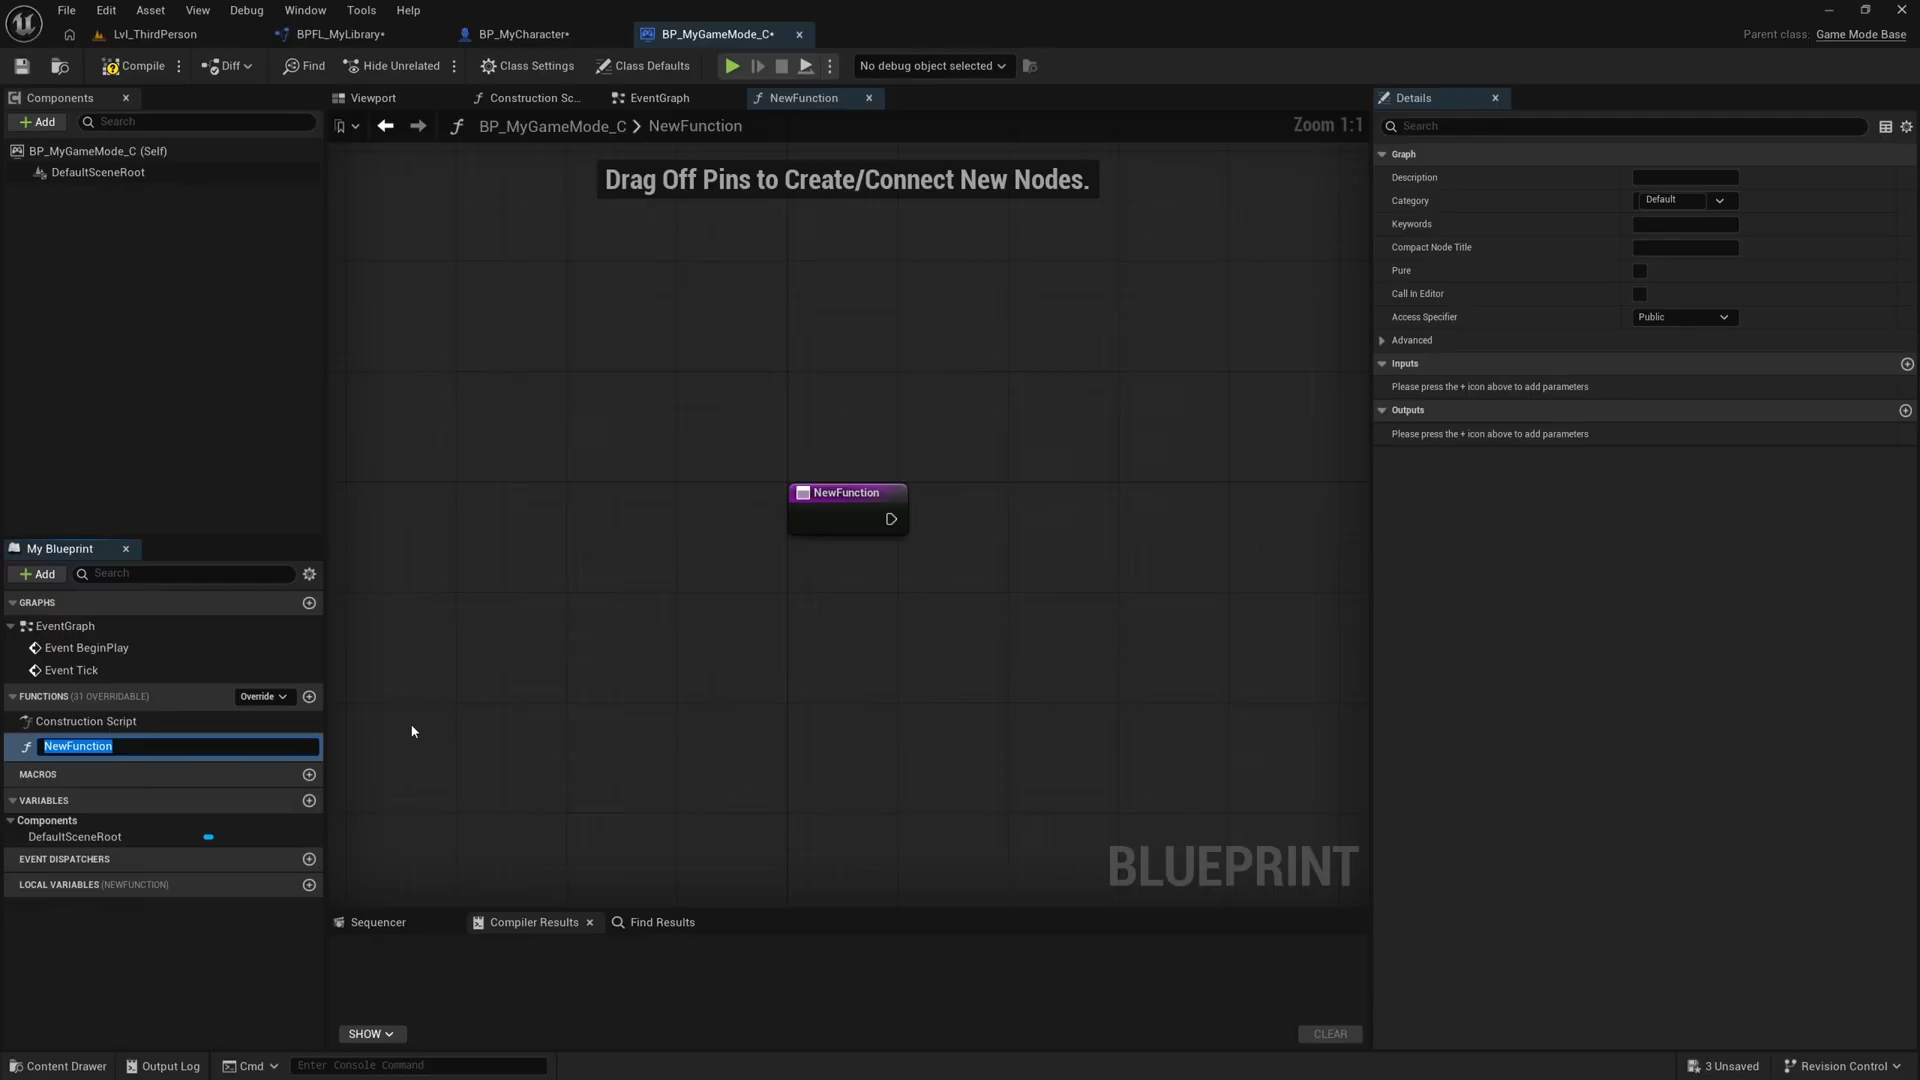 File Edit Asset View Debug Window Tools Help
Lvl_ThirdPerson BPFL_MyLibrary* BP_MyCharacter* BP_MyGameMode_C* Parent class: Game Mode Base
Compile Diff Find Hide Unrelated Class Settings Class Defaults No debug object selected
Components
Add Search
BP_MyGameMode_C (Self)
DefaultSceneRoot
Viewport Construction Sc... EventGraph NewFunction
BP_MyGameMode_C NewFunction Zoom 1:1
Drag Off Pins to Create/Connect New Nodes.
NewFunction
BLUEPRINT
My Blueprint
Add Search
GRAPHS
EventGraph
Event BeginPlay
Event Tick
FUNCTIONS (31 OVERRIDABLE) Override
Construction Script
NewFunction
MACROS
VARIABLES
Components
DefaultSceneRoot
EVENT DISPATCHERS
LOCAL VARIABLES (NEWFUNCTION)
Sequencer Compiler Results Find Results
SHOW CLEAR
Details
Search
Graph
Description
Category Default
Keywords
Compact Node Title
Pure
Call In Editor
Access Specifier Public
Advanced
Inputs
Please press the + icon above to add parameters
Outputs
Please press the + icon above to add parameters
Content Drawer Output Log Cmd Enter Console Command 3 Unsaved Revision Control